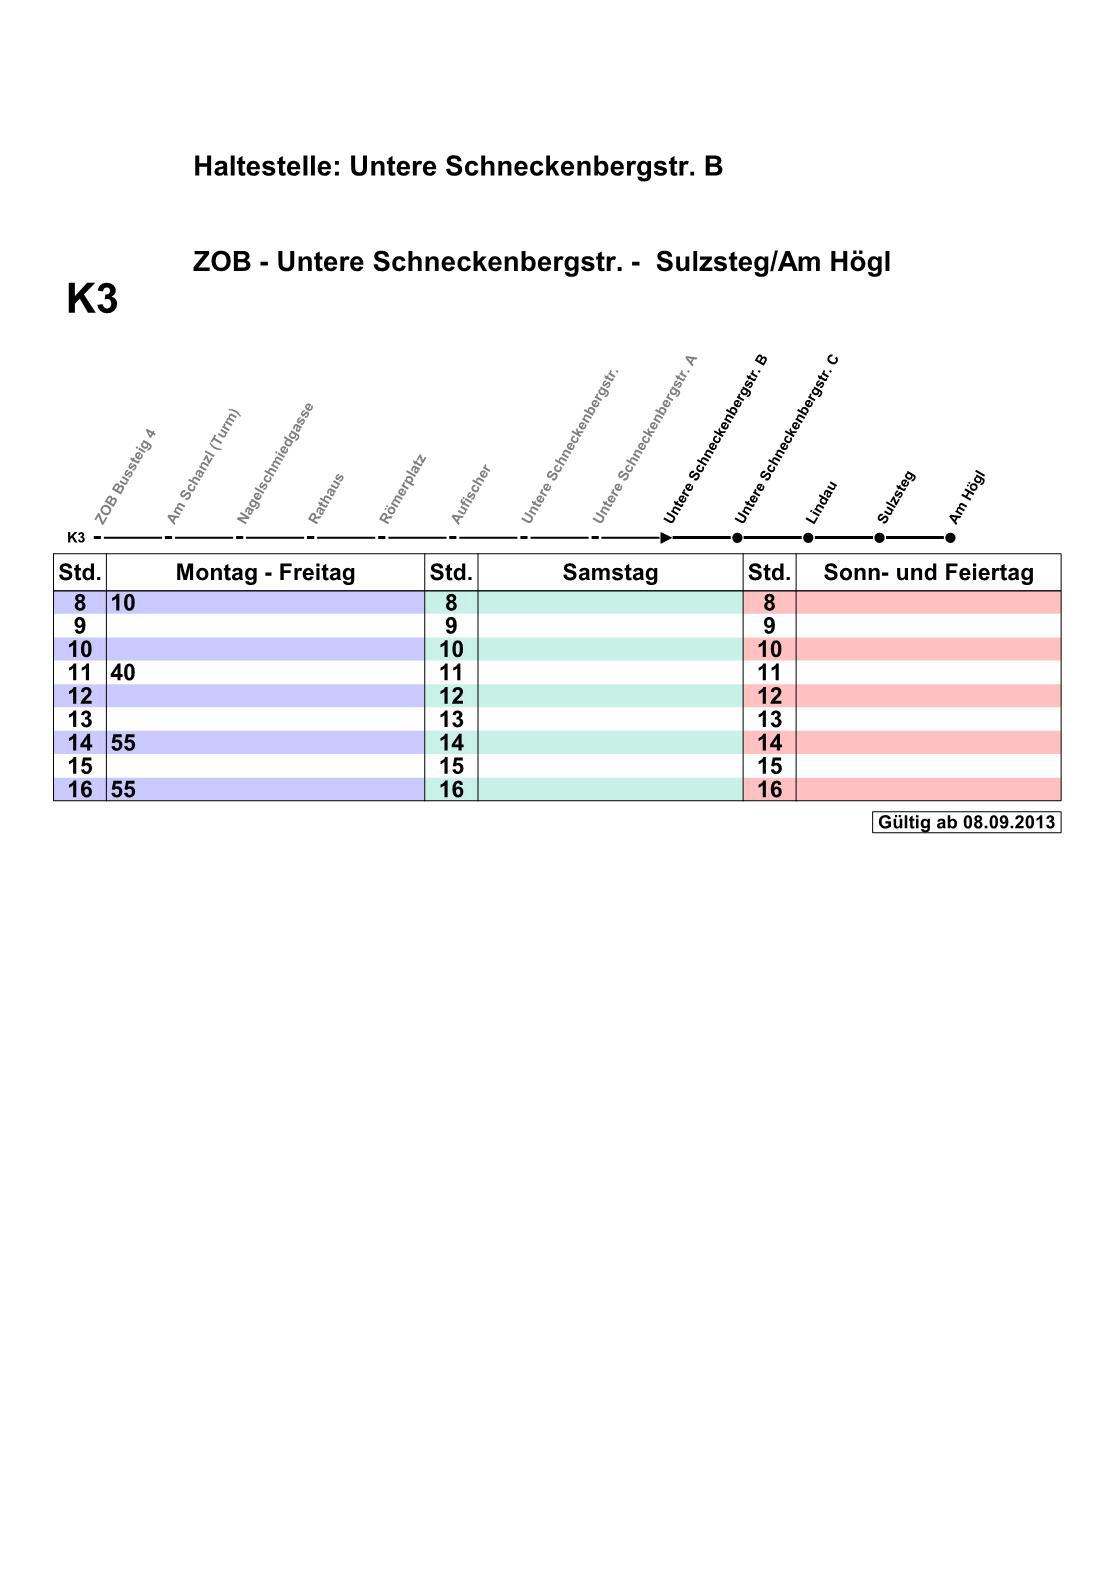 Haltestelle: Untere Schneckenbergstr. B
ZOB - Untere Schneckenbergstr. -  Sulzsteg/Am Högl
K3
ZOB Bussteig 4
Am Schanzl (Turm)
Nagelschmiedgasse
Rathaus
Römerplatz
Aufischer
Untere Schneckenbergstr.
Untere Schneckenbergstr. A
Untere Schneckenbergstr. B
Untere Schneckenbergstr. C
Lindau
Sulzsteg
Am Högl
K3
Std. Montag - Freitag Std. Samstag Std. Sonn- und Feiertag
8 10 8 8
9 9 9
10 10 10
11 40 11 11
12 12 12
13 13 13
14 55 14 14
15 15 15
16 55 16 16
Gültig ab 08.09.2013